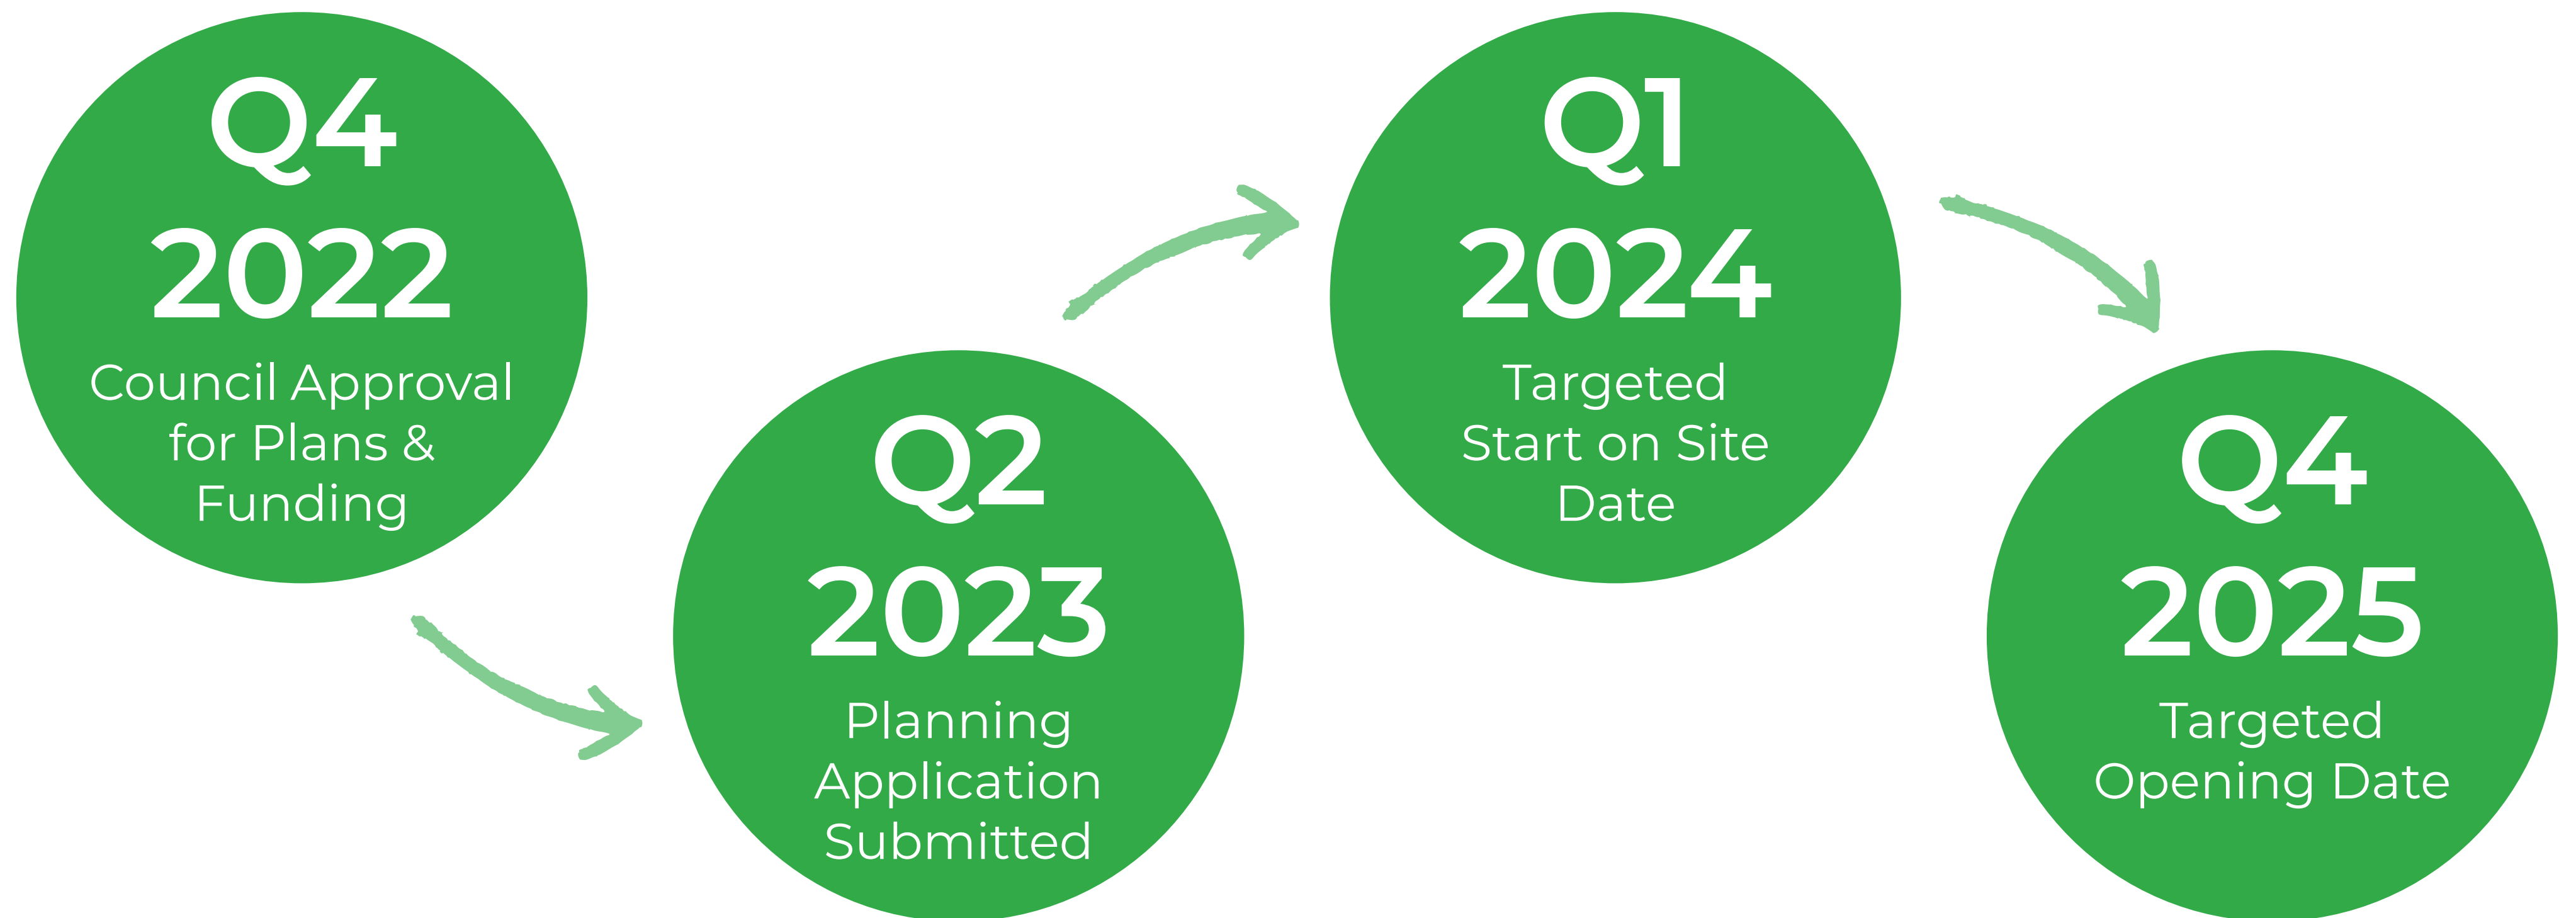 Q4
2022
Council Approval
for Plans &
Funding
Q2
2023
Planning
Application
Submitted
Q1
2024
Targeted
Start on Site
Date
Q4
2025
Targeted
Opening Date